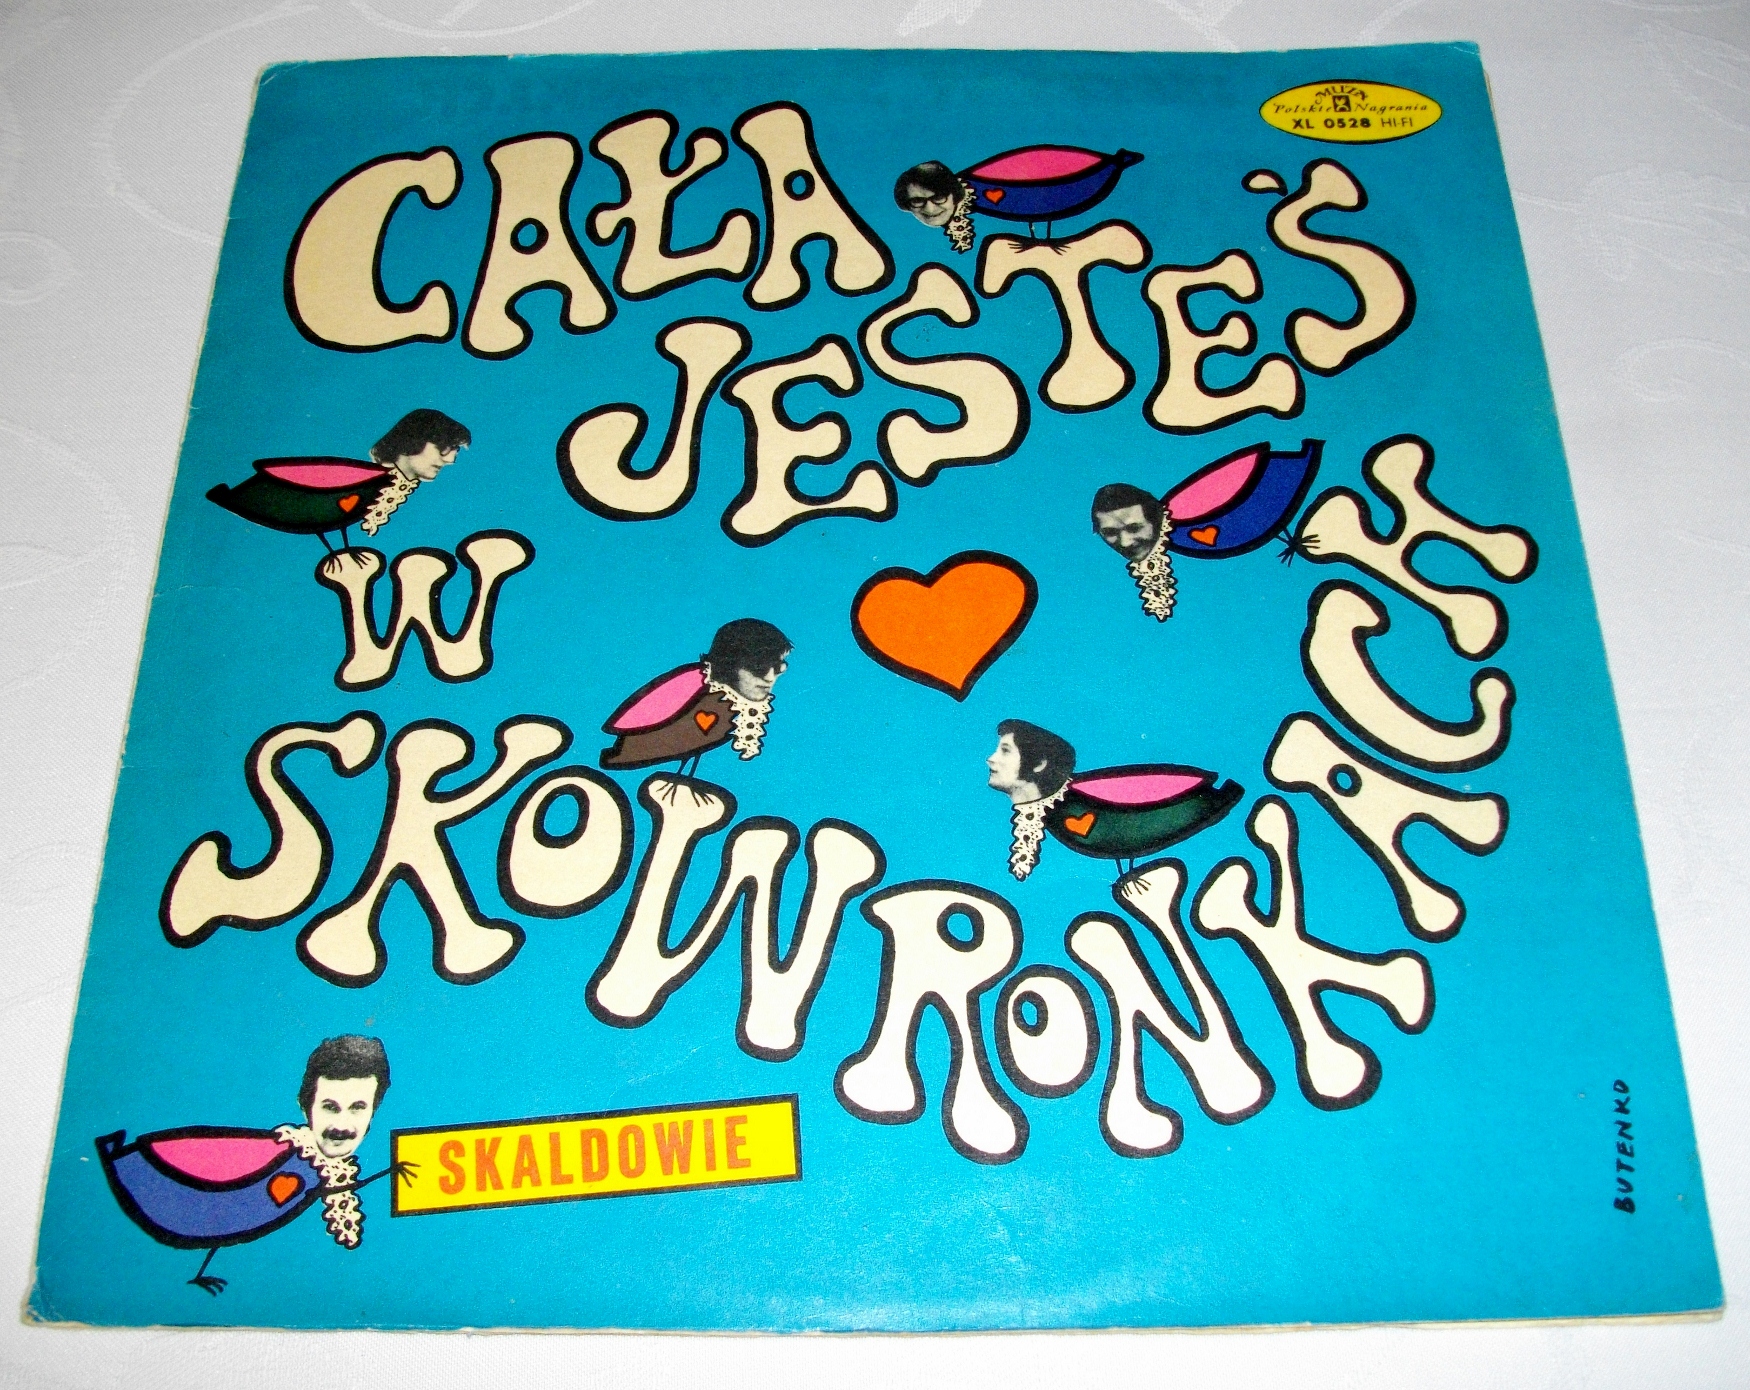 MUZA
Polskie Nagrania
XL 0528 HI-FI
CAŁA
JESTEŚ
W
SKOWRONKACH
SKALDOWIE
BUTENKO